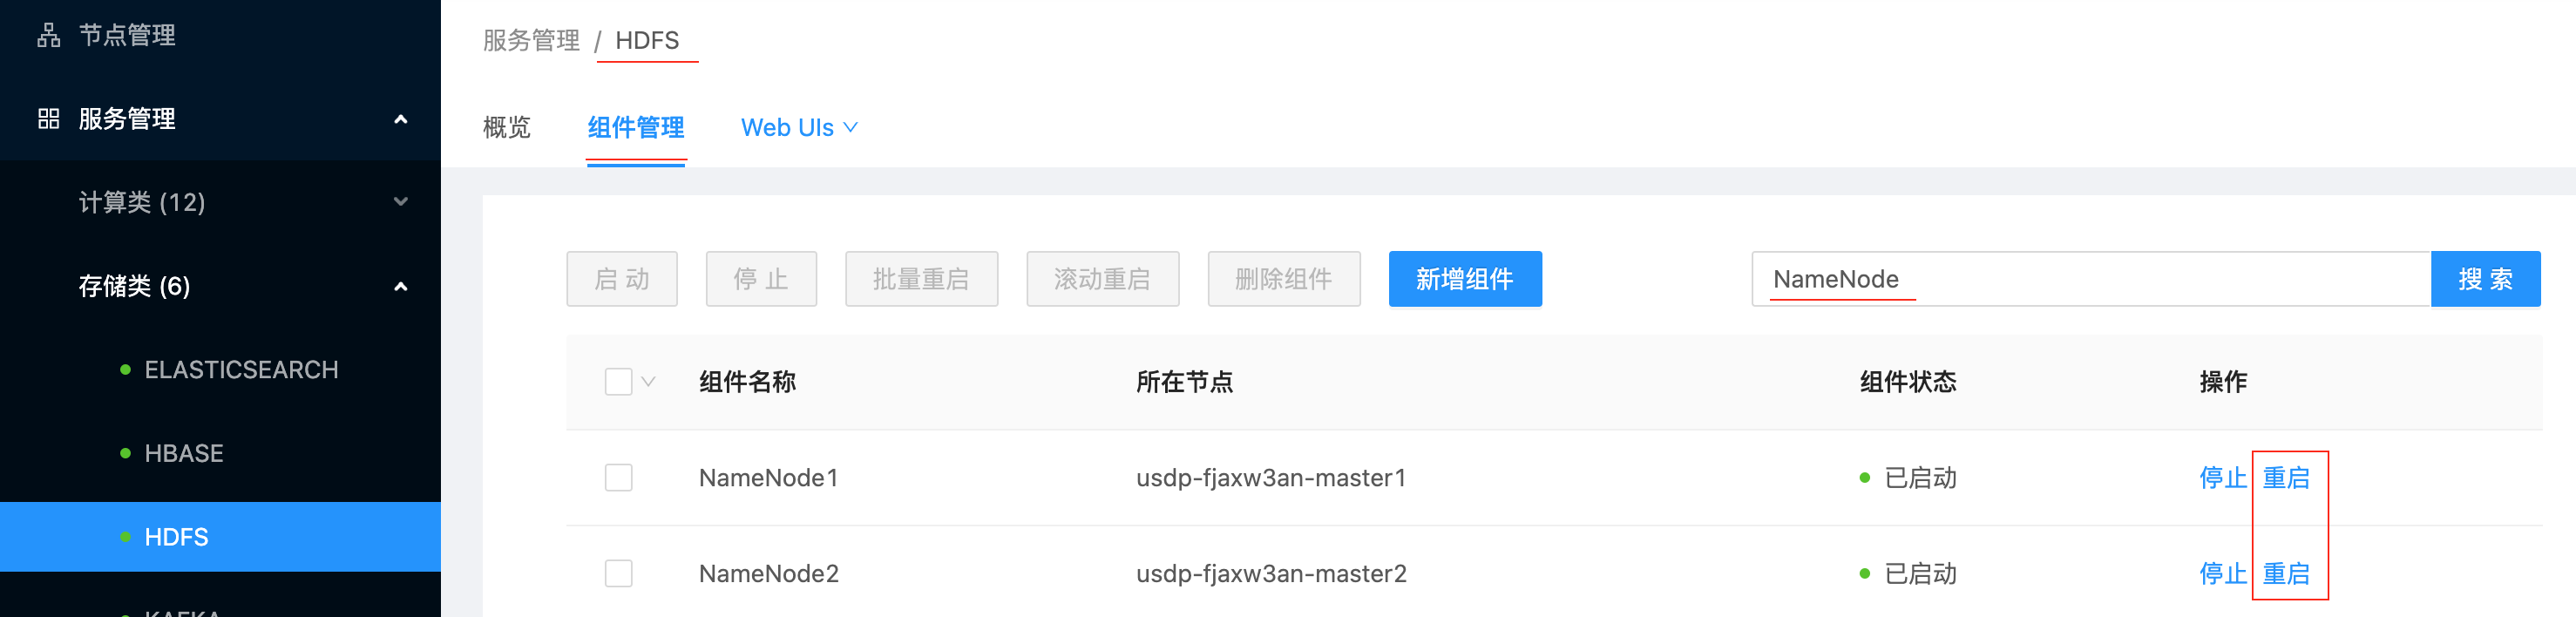 节点管理
服务管理
计算类 (12)
存储类 (6)
ELASTICSEARCH
HBASE
HDFS
服务管理 / HDFS
概览 组件管理 Web UIs
启 动 停 止 批量重启 滚动重启 删除组件 新增组件 NameNode 搜 索
组件名称 所在节点 组件状态 操作
NameNode1 usdp-fjaxw3an-master1 已启动 停止 重启
NameNode2 usdp-fjaxw3an-master2 已启动 停止 重启